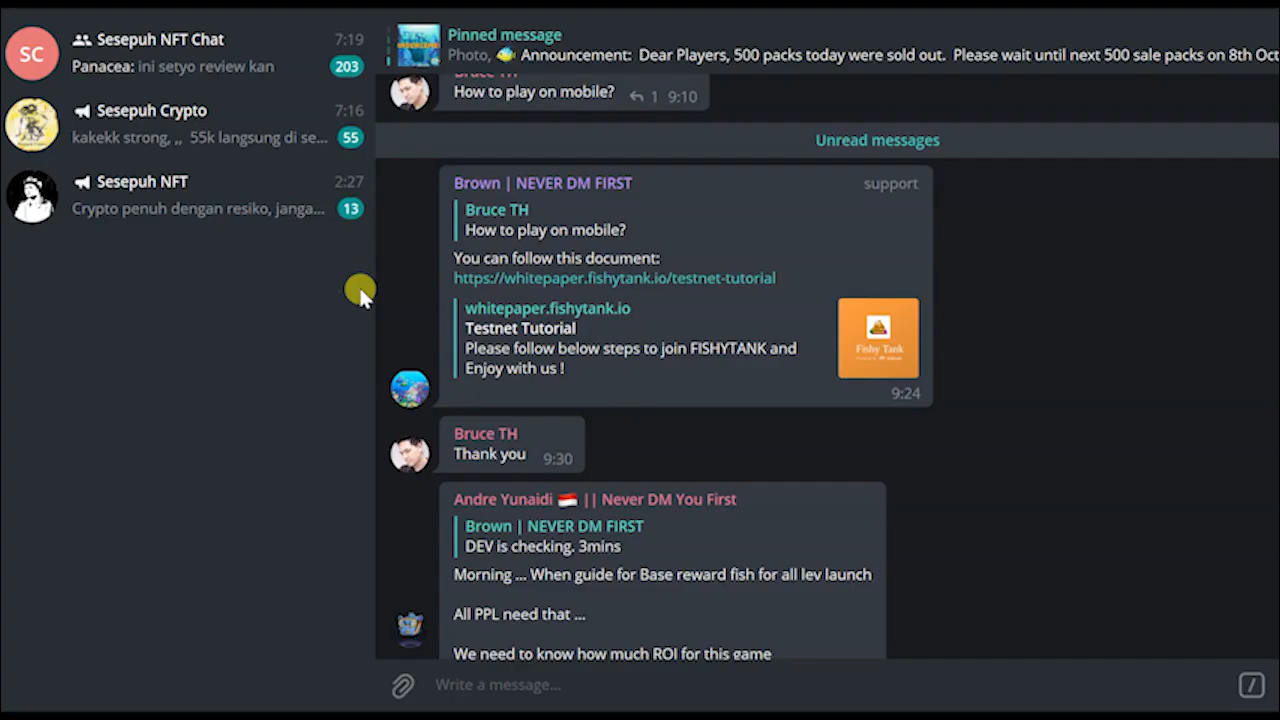 SC
Sesepuh NFT Chat 7:19
Panacea: ini setyo review kan 203
Sesepuh Crypto 7:16
kakekk strong, ,, 55k langsung di se... 55
Sesepuh NFT 2:27
Crypto penuh dengan resiko, janga... 13
Pinned message
Photo, 🐠 Announcement: Dear Players, 500 packs today were sold out. Please wait until next 500 sale packs on 8th Oct
Bruce TH
How to play on mobile? 1 9:10
Unread messages
Brown | NEVER DM FIRST support
Bruce TH
How to play on mobile?
You can follow this document:
https://whitepaper.fishytank.io/testnet-tutorial
whitepaper.fishytank.io
Testnet Tutorial
Please follow below steps to join FISHYTANK and
Enjoy with us !
Fishy Tank
9:24
Bruce TH
Thank you 9:30
Andre Yunaidi 🇮🇩 || Never DM You First
Brown | NEVER DM FIRST
DEV is checking. 3mins
Morning ... When guide for Base reward fish for all lev launch
All PPL need that ...
We need to know how much ROI for this game
Write a message...
/